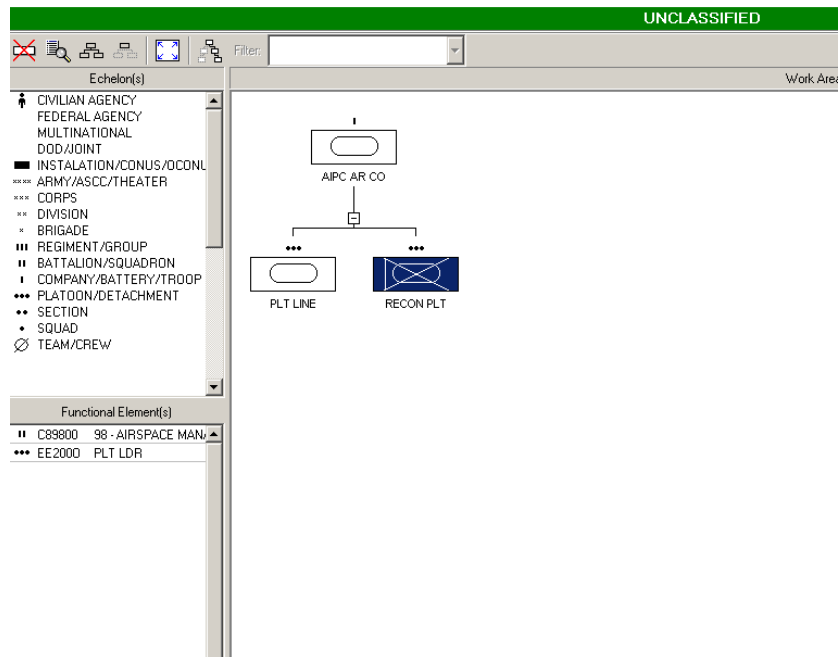 UNCLASSIFIED
Filter:
Echelon(s)
Work Area
CIVILIAN AGENCY
FEDERAL AGENCY
MULTINATIONAL
DOD/JOINT
INSTALATION/CONUS/OCONU
ARMY/ASCC/THEATER
CORPS
DIVISION
BRIGADE
REGIMENT/GROUP
BATTALION/SQUADRON
COMPANY/BATTERY/TROOP
PLATOON/DETACHMENT
SECTION
SQUAD
TEAM/CREW
AIPC AR CO
PLT LINE
RECON PLT
Functional Element(s)
C89800 98 - AIRSPACE MAN
EE2000 PLT LDR